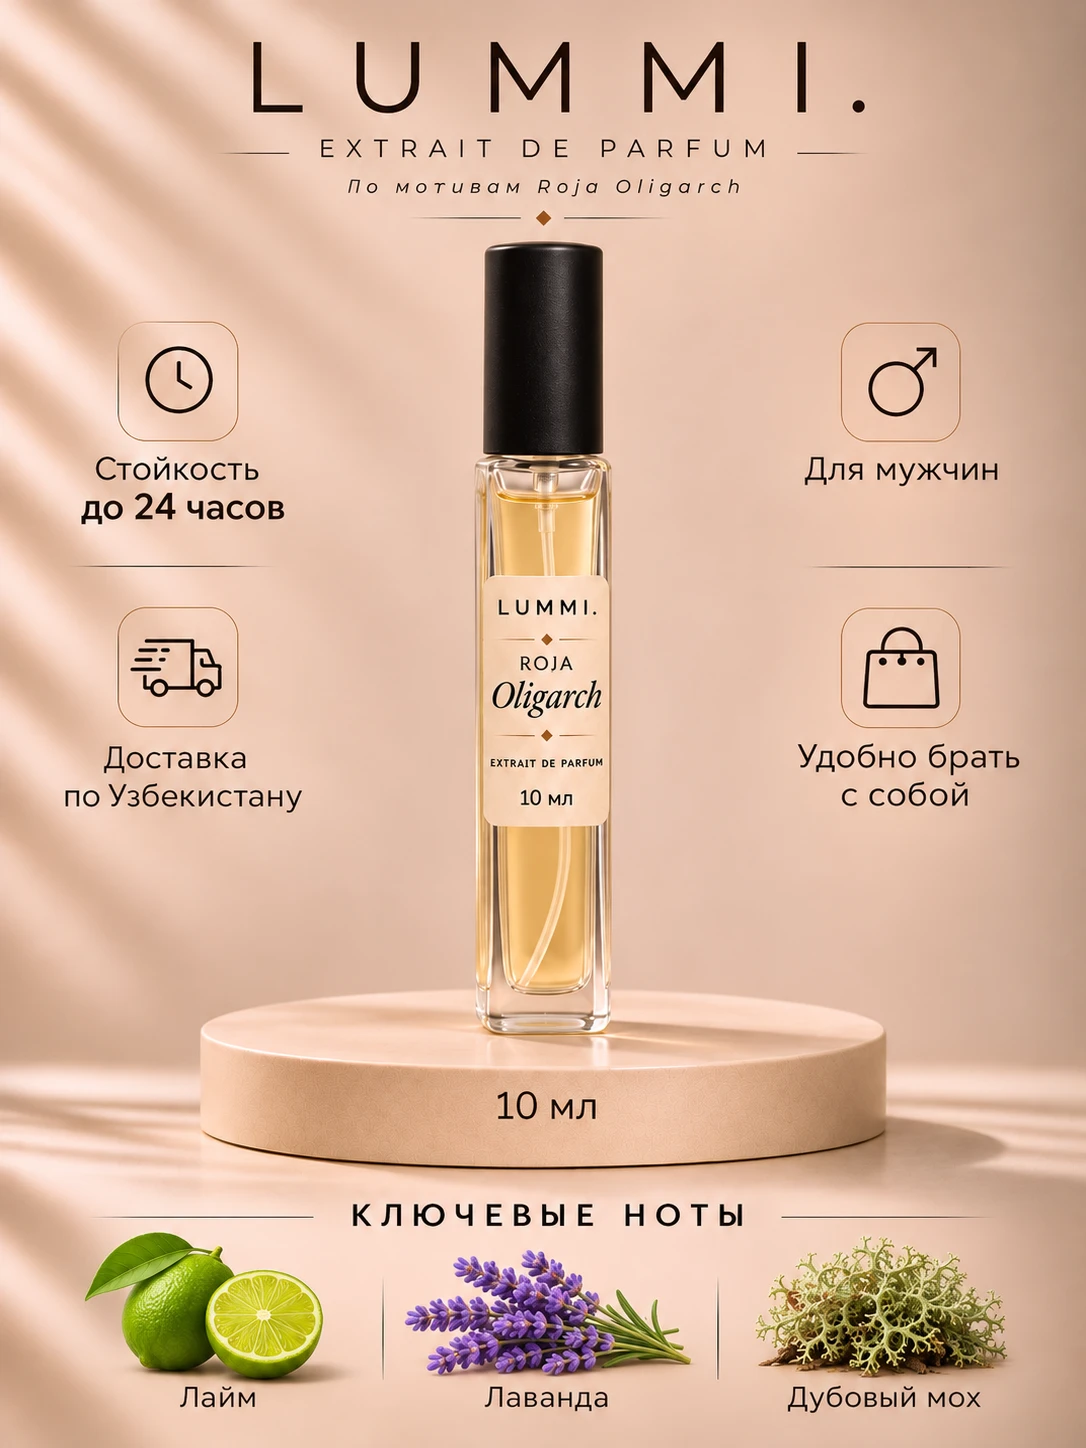 LUMMI.
EXTRAIT DE PARFUM
По мотивам Roja Oligarch
Стойкость
до 24 часов
Для мужчин
Доставка
по Узбекистану
Удобно брать
с собой
LUMMI.
ROJA
Oligarch
EXTRAIT DE PARFUM
10 мл
10 мл
КЛЮЧЕВЫЕ НОТЫ
Лайм
Лаванда
Дубовый мох